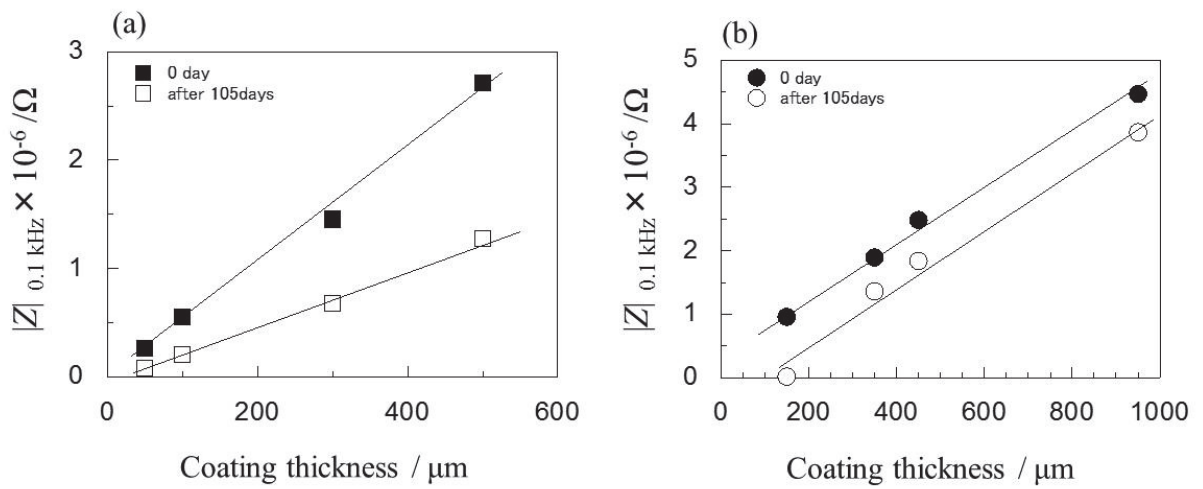 (a)
3
2
1
0
■ 0 day
□ after 105days
|Z| 0.1 kHz × 10⁻⁶ /Ω
0 200 400 600
Coating thickness / μm
(b)
5
4
3
2
1
0
● 0 day
○ after 105days
|Z| 0.1 kHz × 10⁻⁶ /Ω
0 200 400 600 800 1000
Coating thickness / μm